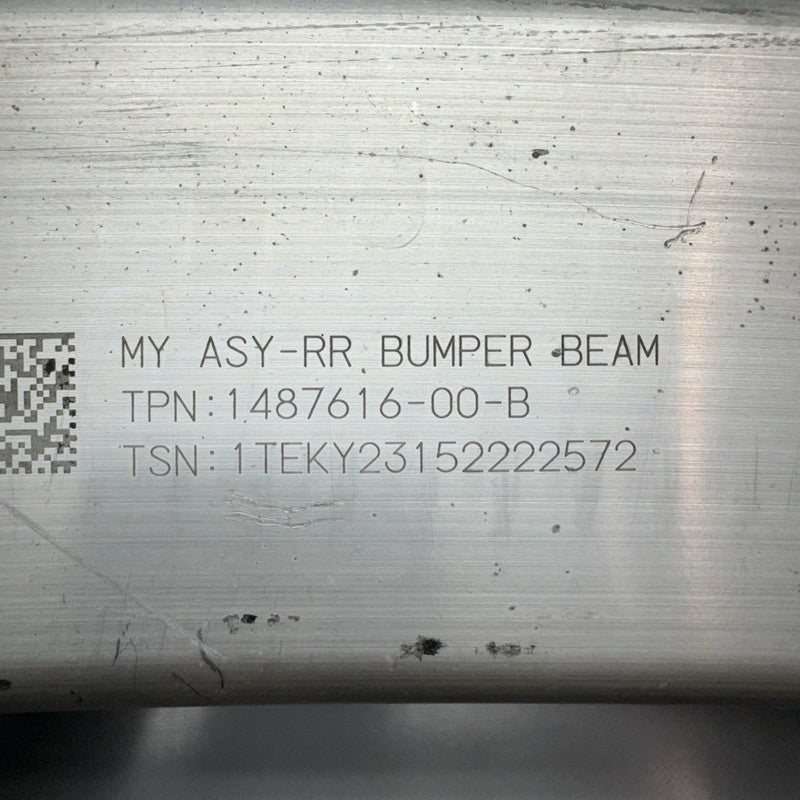 MY ASY-RR BUMPER BEAM
TPN:1487616-00-B
TSN:1TEKY23152222572